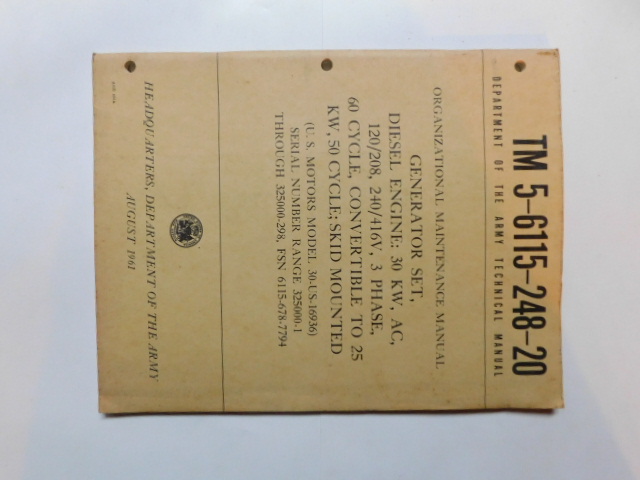 TM 5-6115-248-20
DEPARTMENT OF THE ARMY TECHNICAL MANUAL
ORGANIZATIONAL MAINTENANCE MANUAL
GENERATOR SET,
DIESEL ENGINE: 30 KW, AC,
120/208, 240/416V, 3 PHASE,
60 CYCLE, CONVERTIBLE TO 25
KW, 50 CYCLE; SKID MOUNTED
(U. S. MOTORS MODEL 30-US-16936)
SERIAL NUMBER RANGE 325000-1
THROUGH 325000-298, FSN 6115-678-7794
HEADQUARTERS, DEPARTMENT OF THE ARMY
AUGUST 1961